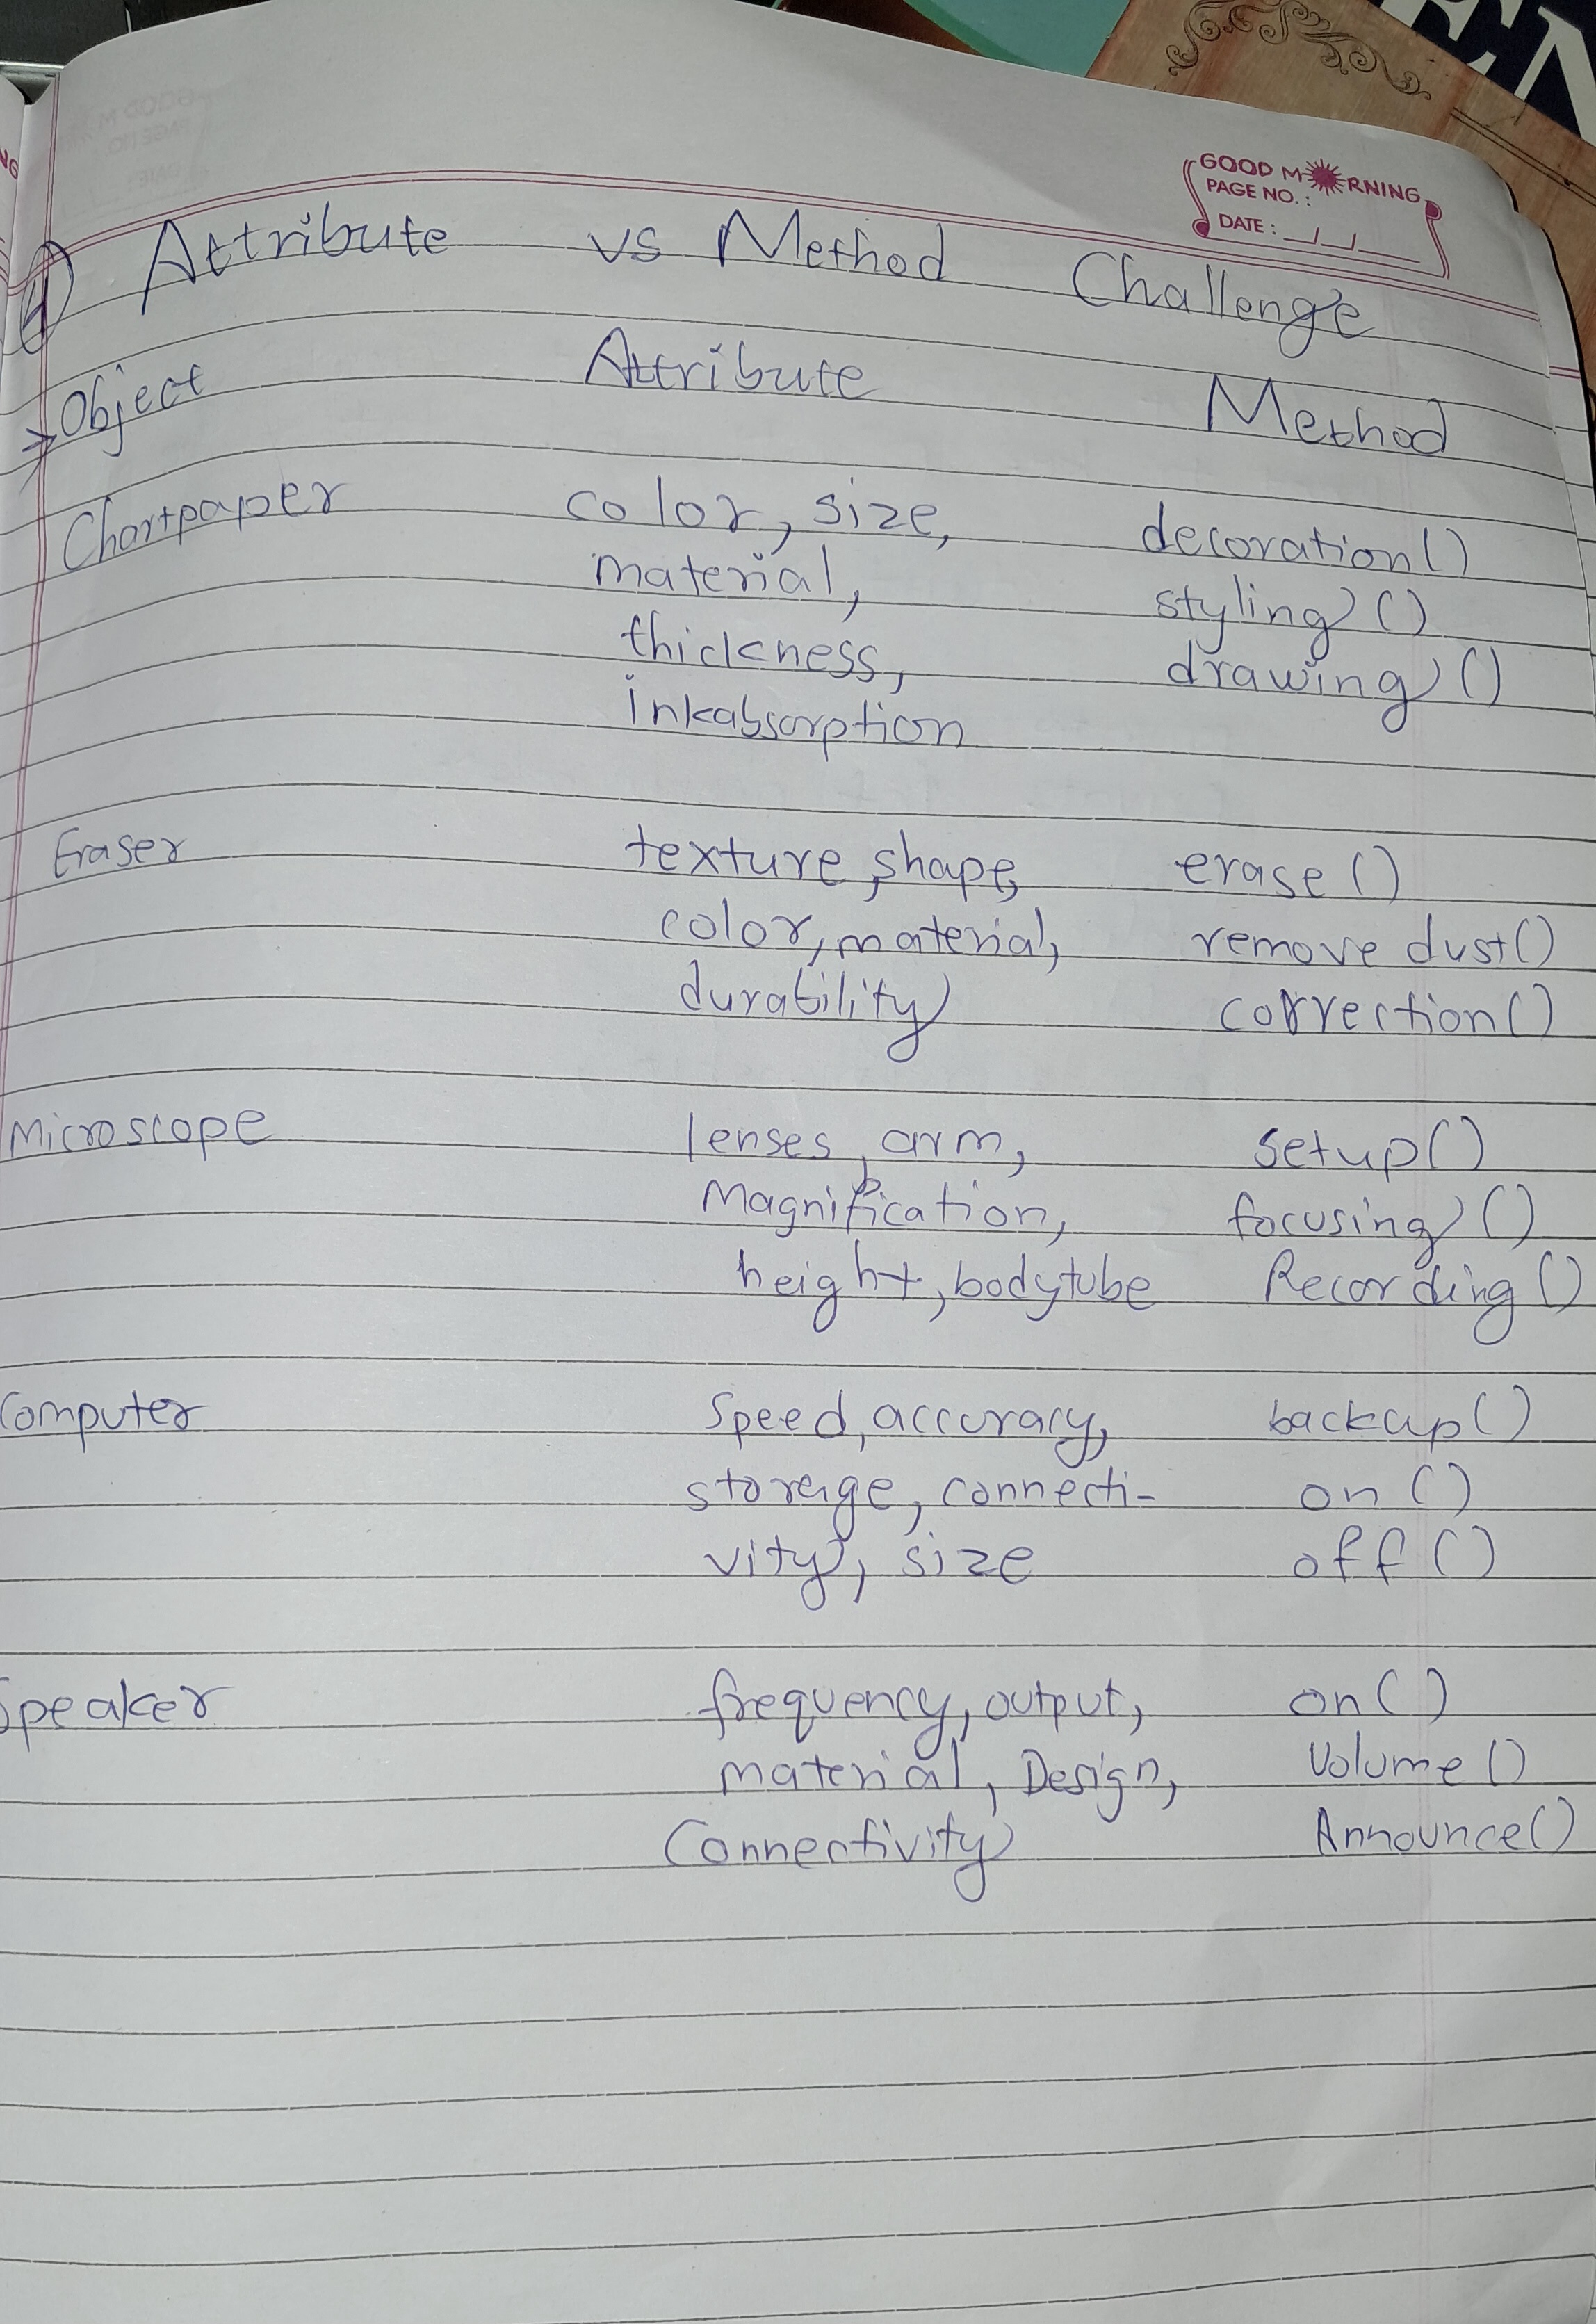 GOOD MORNING
PAGE NO.:
DATE:
4) Attribute vs Method Challenge
→ Object Attribute Method
Chartpaper color, size, decoration()
material, styling()
thickness, drawing()
inkabsorption
Eraser texture, shape, erase()
color, material, remove dust()
durability correction()
Microscope lenses, arm, setup()
Magnification, focusing()
height, bodytube Recording()
Computer Speed, accuracy, backup()
storage, connecti- on()
vity, size off()
Speaker frequency, output, on()
material, Design, Volume()
Connectivity Announce()